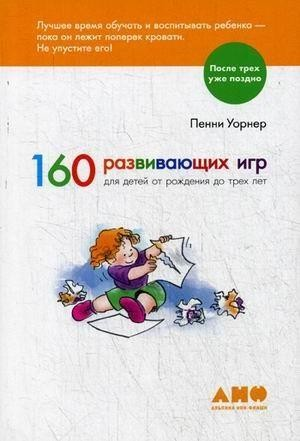 Лучшее время обучать и воспитывать ребенка —
пока он лежит поперек кровати.
Не упустите его!
После трех
уже поздно
Пенни Уорнер
160 развивающих игр
для детей от рождения до трех лет
АНФ
АЛЬПИНА НОН-ФИКШН